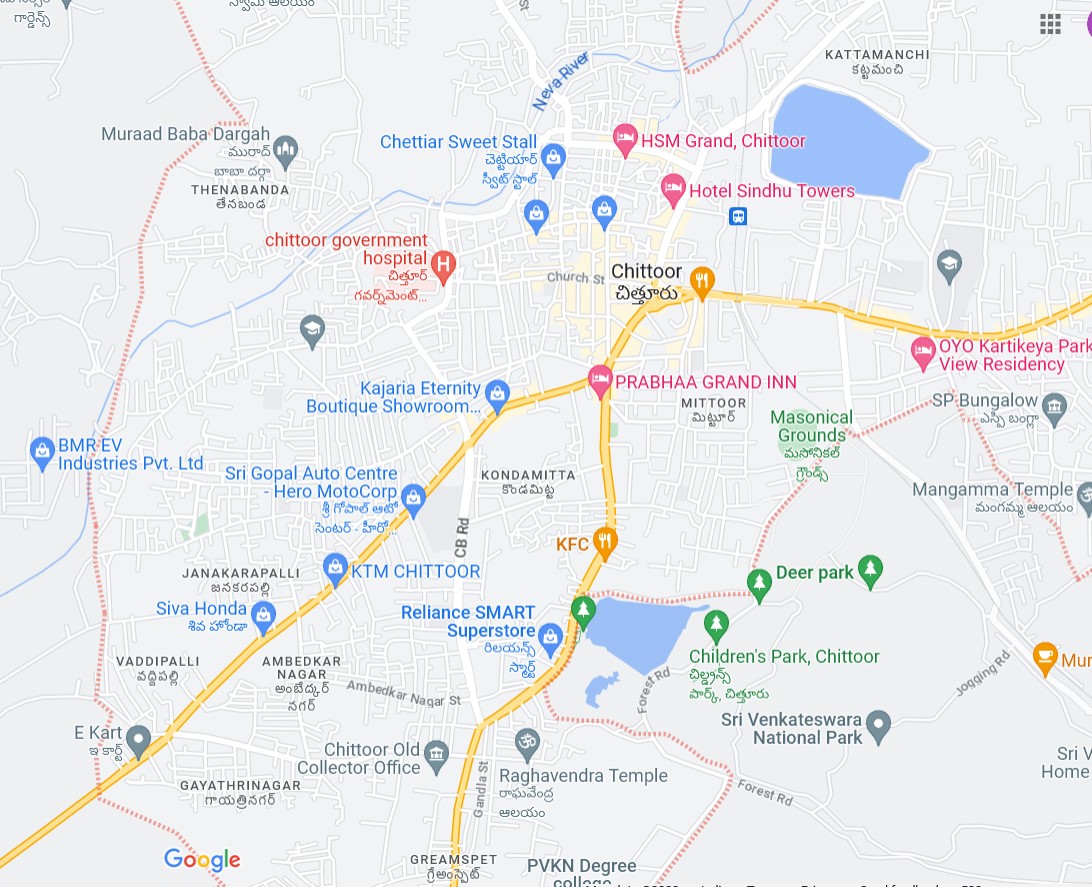 గార్డెన్స్
స్వామి ఆలయం
St
Neva River
KATTAMANCHI
కట్టమంచి
Muraad Baba Dargah
మురాద్
బాబా దర్గా
THENABANDA
తేనబండ
Chettiar Sweet Stall
చెట్టియార్
స్వీట్ స్టాల్
HSM Grand, Chittoor
Hotel Sindhu Towers
chittoor government
hospital
చిత్తూర్
గవర్న్‌మెంట్...
Church St
Chittoor
చిత్తూరు
OYO Kartikeya Park
View Residency
Kajaria Eternity
Boutique Showroom...
PRABHAA GRAND INN
MITTOOR
మిట్టూర్
SP Bungalow
ఎస్పీ బంగ్లా
Masonical
Grounds
మసోనికల్
గ్రౌండ్స్
BMR EV
Industries Pvt. Ltd
Sri Gopal Auto Centre
- Hero MotoCorp
శ్రీ గోపాల్ ఆటో
సెంటర్ - హీరో...
KONDAMITTA
కొండమిట్ట
Mangamma Temple
మంగమ్మ ఆలయం
CB Rd
KFC
JANAKARAPALLI
జనకరపల్లి
KTM CHITTOOR
Deer park
Siva Honda
శివ హోండా
Reliance SMART
Superstore
రిలయన్స్
స్మార్ట్
Children's Park, Chittoor
చిల్డ్రన్స్
పార్క్, చిత్తూరు
VADDIPALLI
వడ్డిపల్లి
AMBEDKAR
NAGAR
అంబేద్కర్
నగర్
Ambedkar Nagar St
Forest Rd
Jogging Rd
Mur
E Kart
ఇ కార్ట్
Sri Venkateswara
National Park
Chittoor Old
Collector Office
Raghavendra Temple
రాఘవేంద్ర
ఆలయం
Sri V
Home
GAYATHRINAGAR
గాయత్రినగర్
Gandla St
Forest Rd
Google
GREAMSPET
గ్రీంస్‌పేట్
PVKN Degree
college